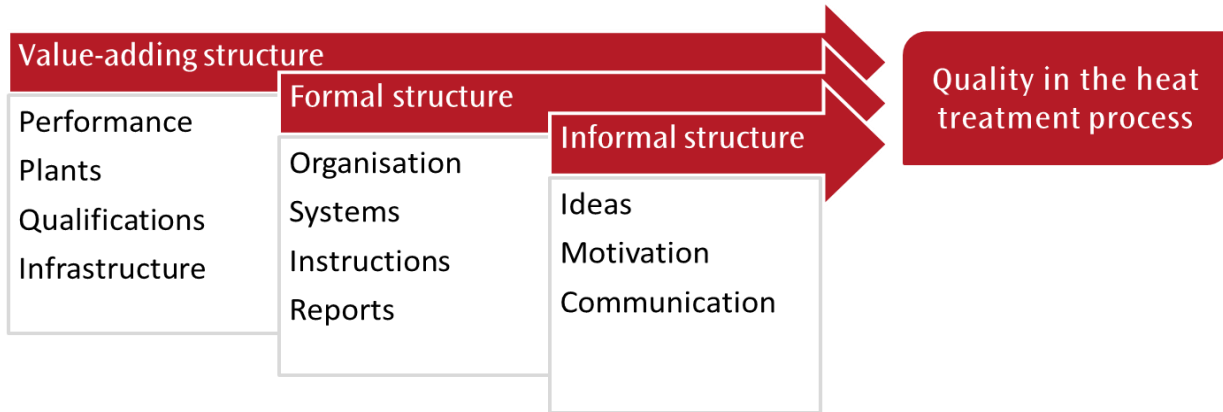 Value-adding structure
Performance
Plants
Qualifications
Infrastructure
Formal structure
Organisation
Systems
Instructions
Reports
Informal structure
Ideas
Motivation
Communication
Quality in the heat
treatment process